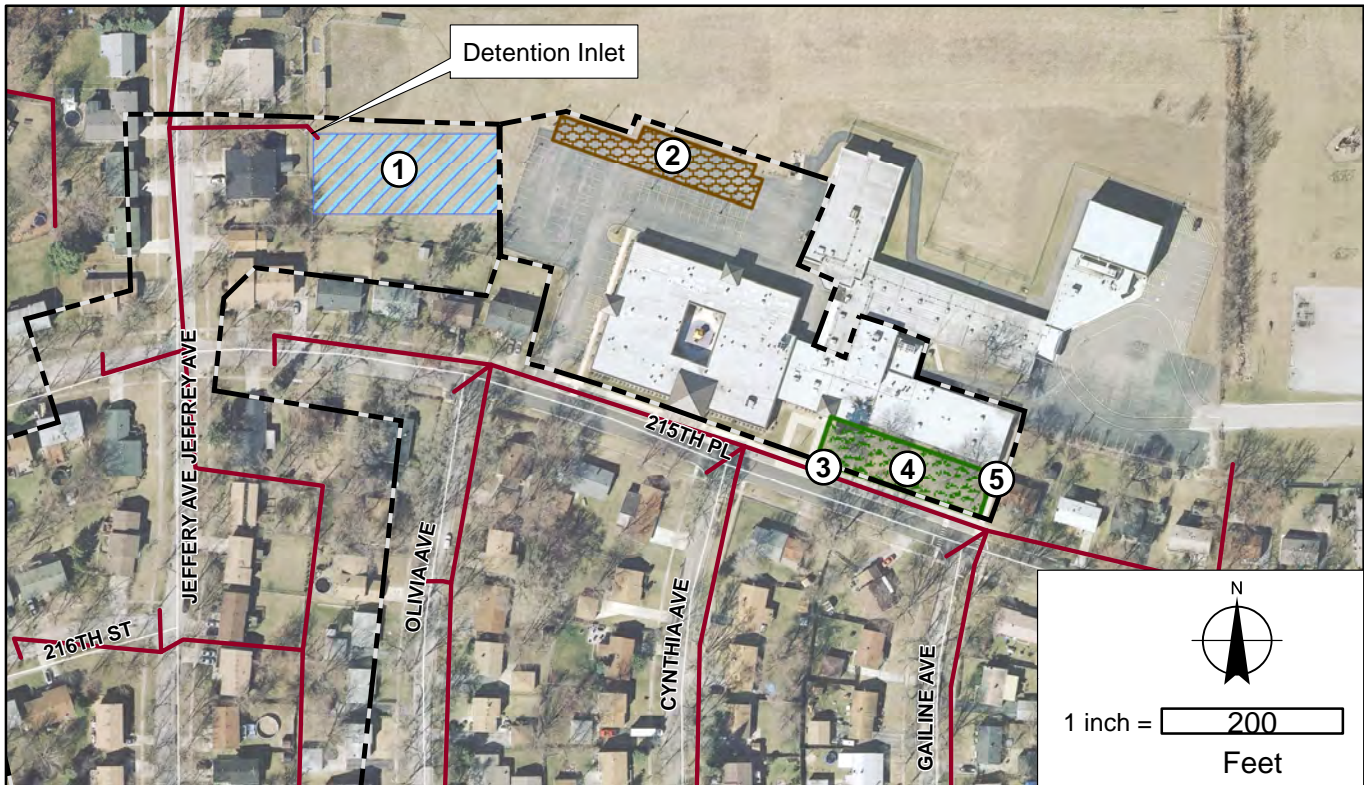 Detention Inlet
1
2
JEFFERY AVE JEFFREY AVE
215TH PL
3
4
5
OLIVIA AVE
CYNTHIA AVE
GAILINE AVE
216TH ST
N
1 inch = 200
Feet